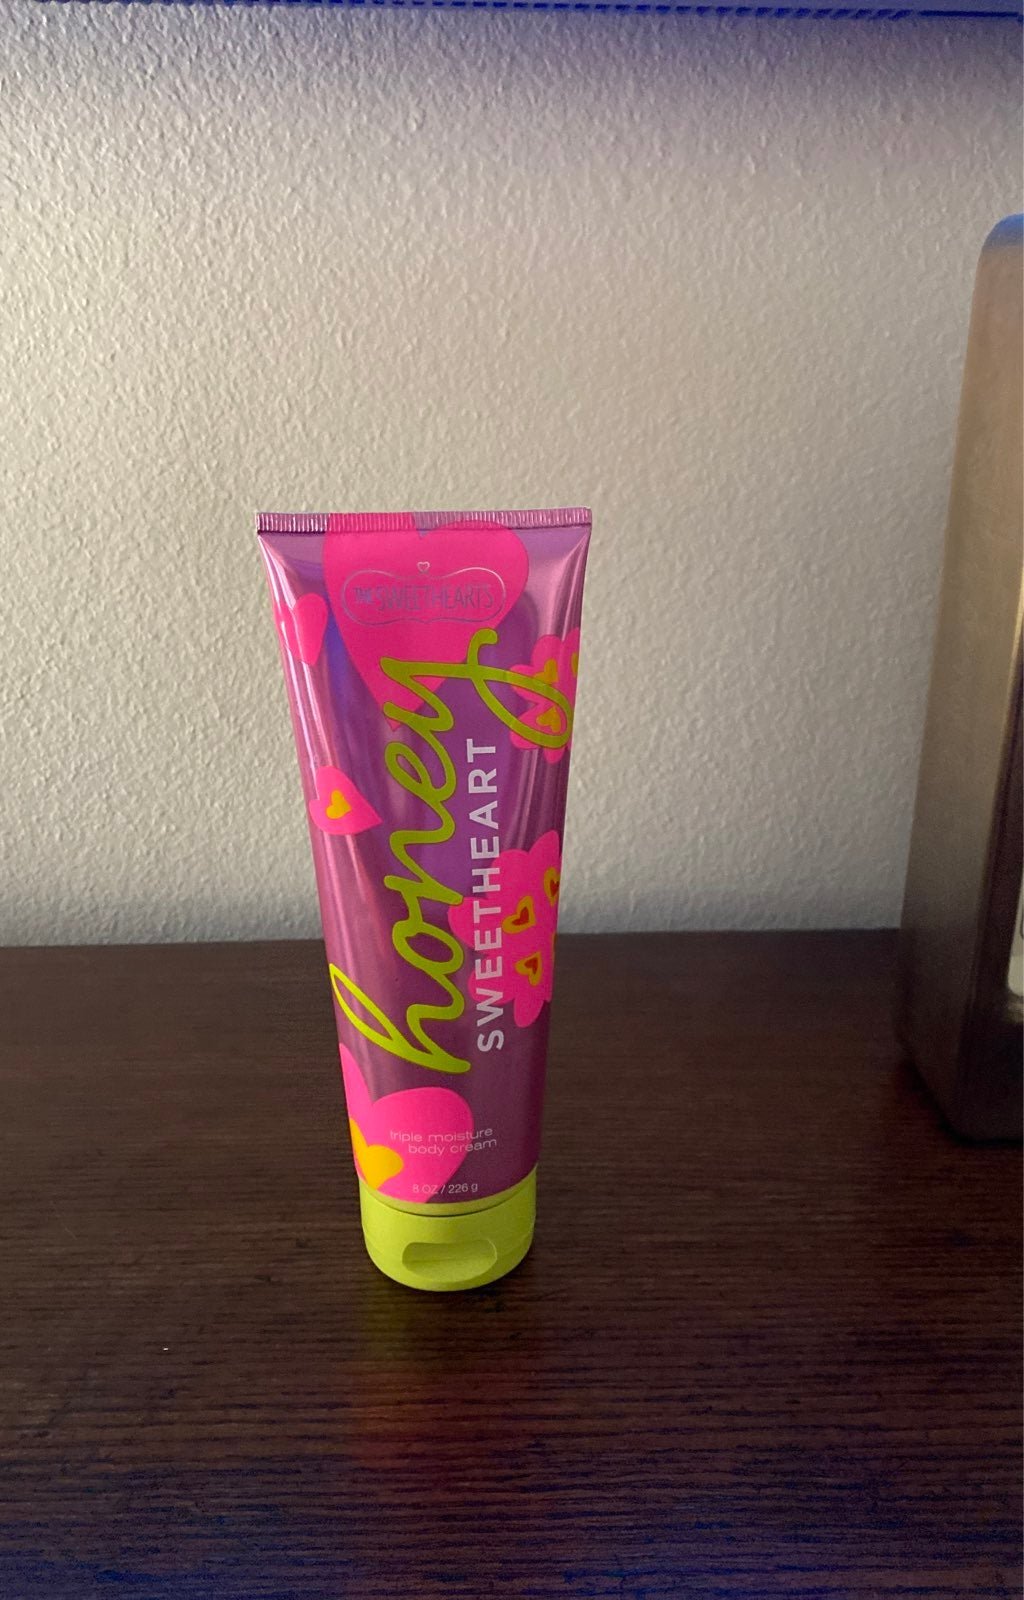 THE SWEETHEARTS
honey
SWEETHEART
triple moisture
body cream
8 OZ / 226 g